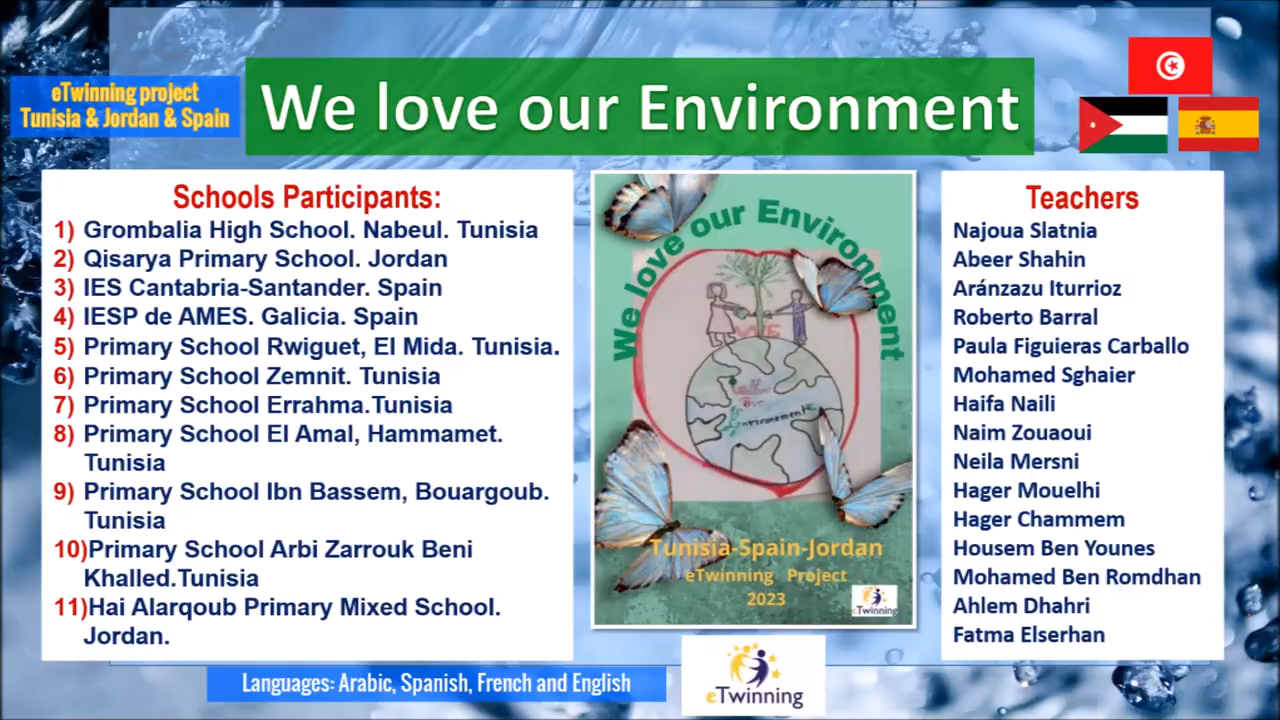 eTwinning project
Tunisia & Jordan & Spain
We love our Environment
Schools Participants:
1) Grombalia High School. Nabeul. Tunisia
2) Qisarya Primary School. Jordan
3) IES Cantabria-Santander. Spain
4) IESP de AMES. Galicia. Spain
5) Primary School Rwiguet, El Mida. Tunisia.
6) Primary School Zemnit. Tunisia
7) Primary School Errahma.Tunisia
8) Primary School El Amal, Hammamet.
Tunisia
9) Primary School Ibn Bassem, Bouargoub.
Tunisia
10)Primary School Arbi Zarrouk Beni
Khalled.Tunisia
11)Hai Alarqoub Primary Mixed School.
Jordan.
We love our Environment
WE
Tunisia-Spain-Jordan
eTwinning Project
2023
eTwinning
Teachers
Najoua Slatnia
Abeer Shahin
Aránzazu Iturrioz
Roberto Barral
Paula Figuieras Carballo
Mohamed Sghaier
Haifa Naili
Naim Zouaoui
Neila Mersni
Hager Mouelhi
Hager Chammem
Housem Ben Younes
Mohamed Ben Romdhan
Ahlem Dhahri
Fatma Elserhan
Languages: Arabic, Spanish, French and English
eTwinning